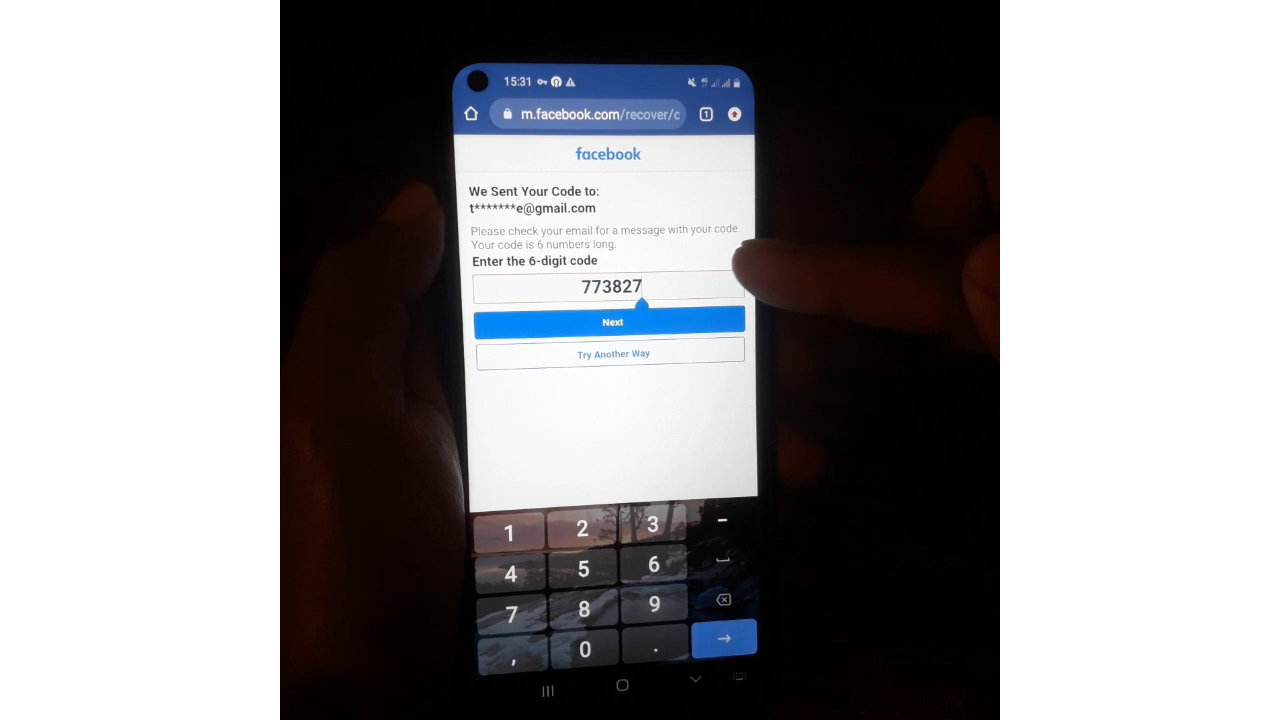 15:31
m.facebook.com/recover/c
1
facebook
We Sent Your Code to:
t*******e@gmail.com
Please check your email for a message with your code.
Your code is 6 numbers long.
Enter the 6-digit code
773827
Next
Try Another Way
1 2 3 -
4 5 6
7 8 9
, 0 .